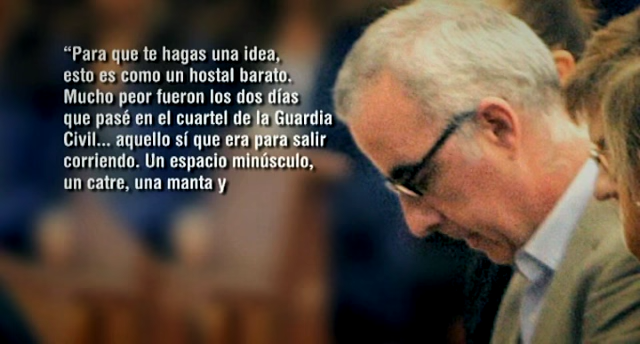 “Para que te hagas una idea,
esto es como un hostal barato.
Mucho peor fueron los dos días
que pasé en el cuartel de la Guardia
Civil... aquello sí que era para salir
corriendo. Un espacio minúsculo,
un catre, una manta y